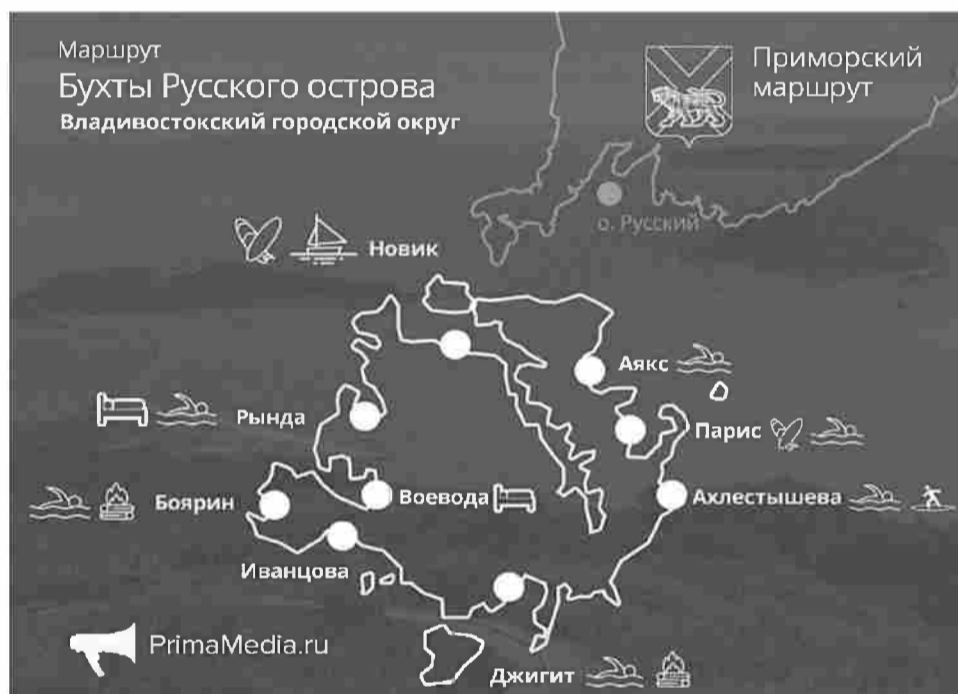 Маршрут
Бухты Русского острова
Владивостокский городской округ
Приморский
маршрут
о. Русский
Новик
Аякс
Рында
Парис
Боярин
Воевода
Ахлестышева
Иванцова
PrimaMedia.ru
Джигит